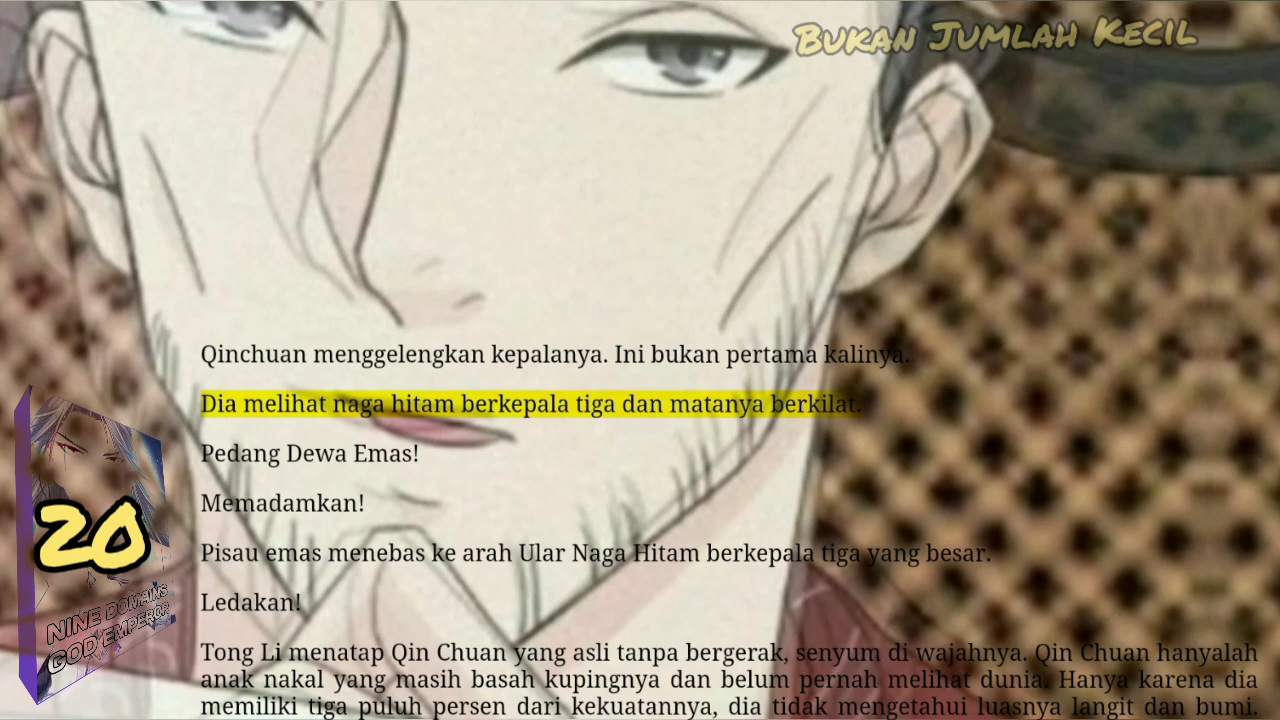 Bukan Jumlah Kecil
Qinchuan menggelengkan kepalanya. Ini bukan pertama kalinya.
Dia melihat naga hitam berkepala tiga dan matanya berkilat.
Pedang Dewa Emas!
Memadamkan!
Pisau emas menebas ke arah Ular Naga Hitam berkepala tiga yang besar.
Ledakan!
Tong Li menatap Qin Chuan yang asli tanpa bergerak, senyum di wajahnya. Qin Chuan hanyalah
anak nakal yang masih basah kupingnya dan belum pernah melihat dunia. Hanya karena dia
memiliki tiga puluh persen dari kekuatannya, dia tidak mengetahui luasnya langit dan bumi.
20
NINE DOMAINS
GOD EMPEROR